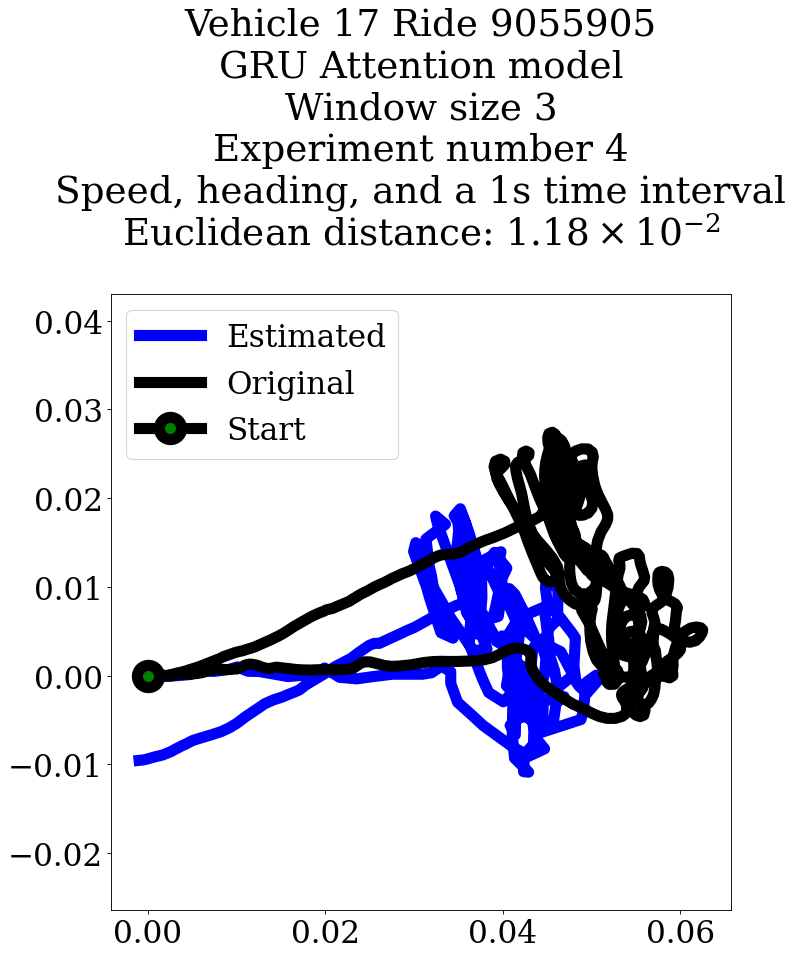 Vehicle 17 Ride 9055905
GRU Attention model
Window size 3
Experiment number 4
Speed, heading, and a 1s time interval
Euclidean distance: 1.18 × 10⁻²
Estimated
Original
Start
0.04
0.03
0.02
0.01
0.00
−0.01
−0.02
0.00 0.02 0.04 0.06